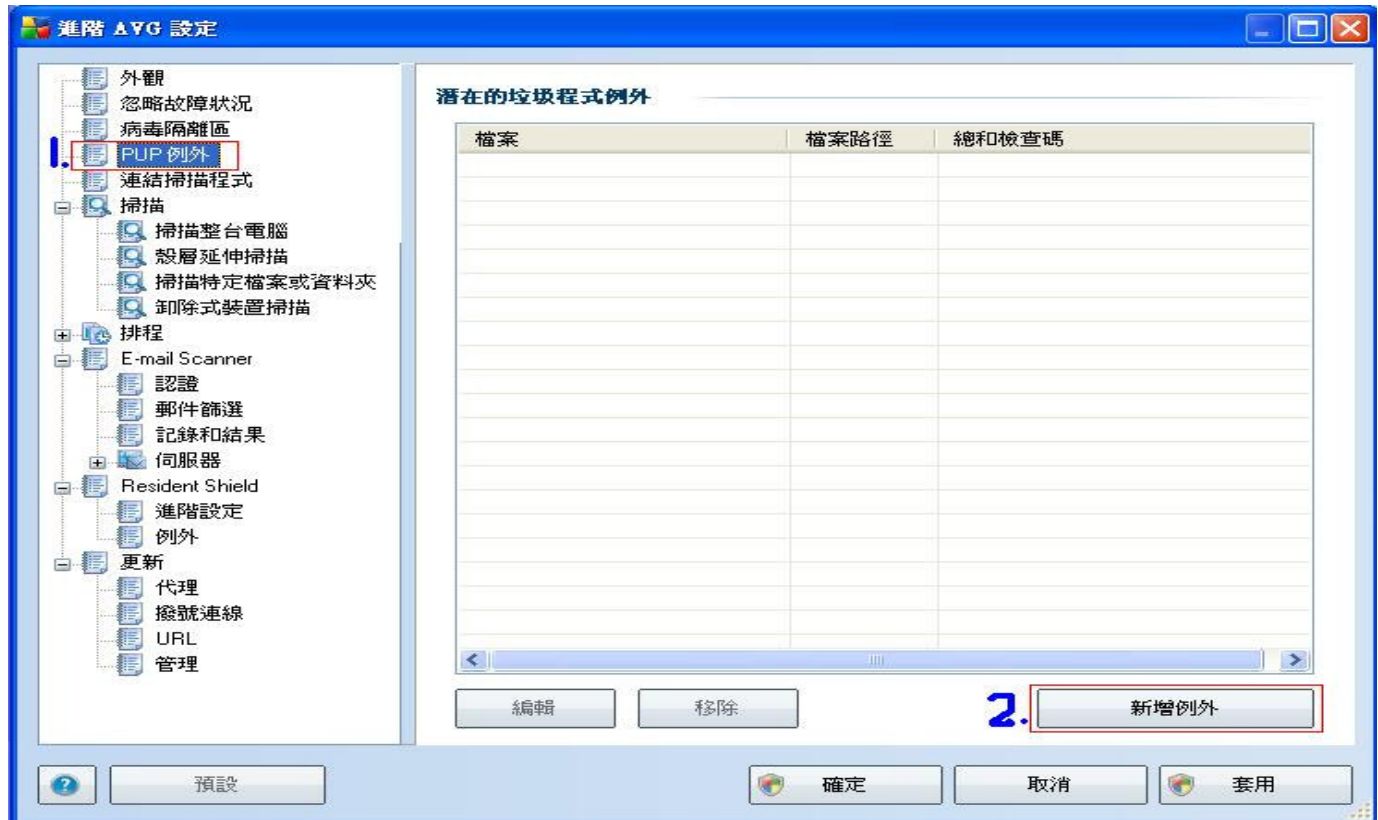 進階 AVG 設定
外觀
忽略故障狀況
病毒隔離區
1.
PUP 例外
連結掃描程式
掃描
掃描整台電腦
殼層延伸掃描
掃描特定檔案或資料夾
卸除式裝置掃描
排程
E-mail Scanner
認證
郵件篩選
記錄和結果
伺服器
Resident Shield
進階設定
例外
更新
代理
撥號連線
URL
管理
潛在的垃圾程式例外
檔案 檔案路徑 總和檢查碼
編輯 移除 2. 新增例外
預設 確定 取消 套用